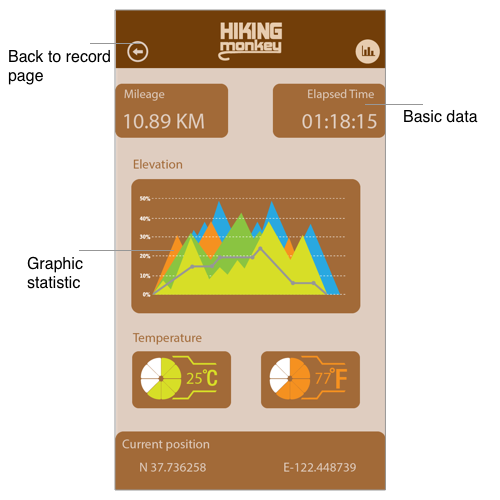 HIKING
monkey
Back to record
page
Mileage
10.89 KM
Elapsed Time
01:18:15
Basic data
Elevation
50%
40%
30%
20%
10%
0%
Graphic
statistic
Temperature
25°C
77°F
Current position
N 37.736258
E-122.448739